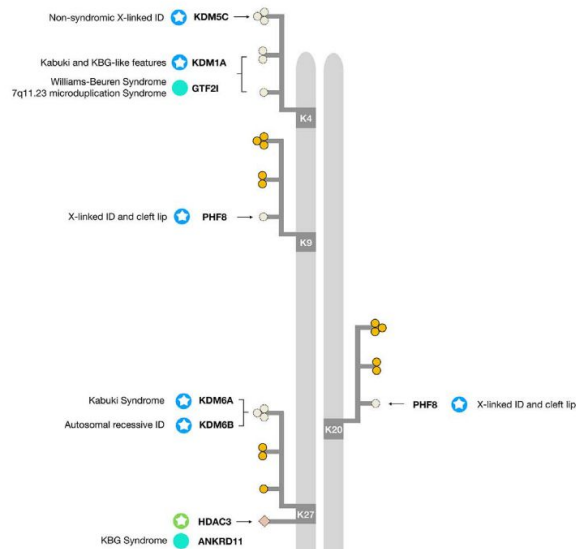 Non-syndromic X-linked ID KDM5C
Kabuki and KBG-like features KDM1A
Williams-Beuren Syndrome
7q11.23 microduplication Syndrome
GTF2I
K4
X-linked ID and cleft lip PHF8
K9
PHF8 X-linked ID and cleft lip
K20
Kabuki Syndrome KDM6A
Autosomal recessive ID KDM6B
K27
HDAC3
KBG Syndrome ANKRD11